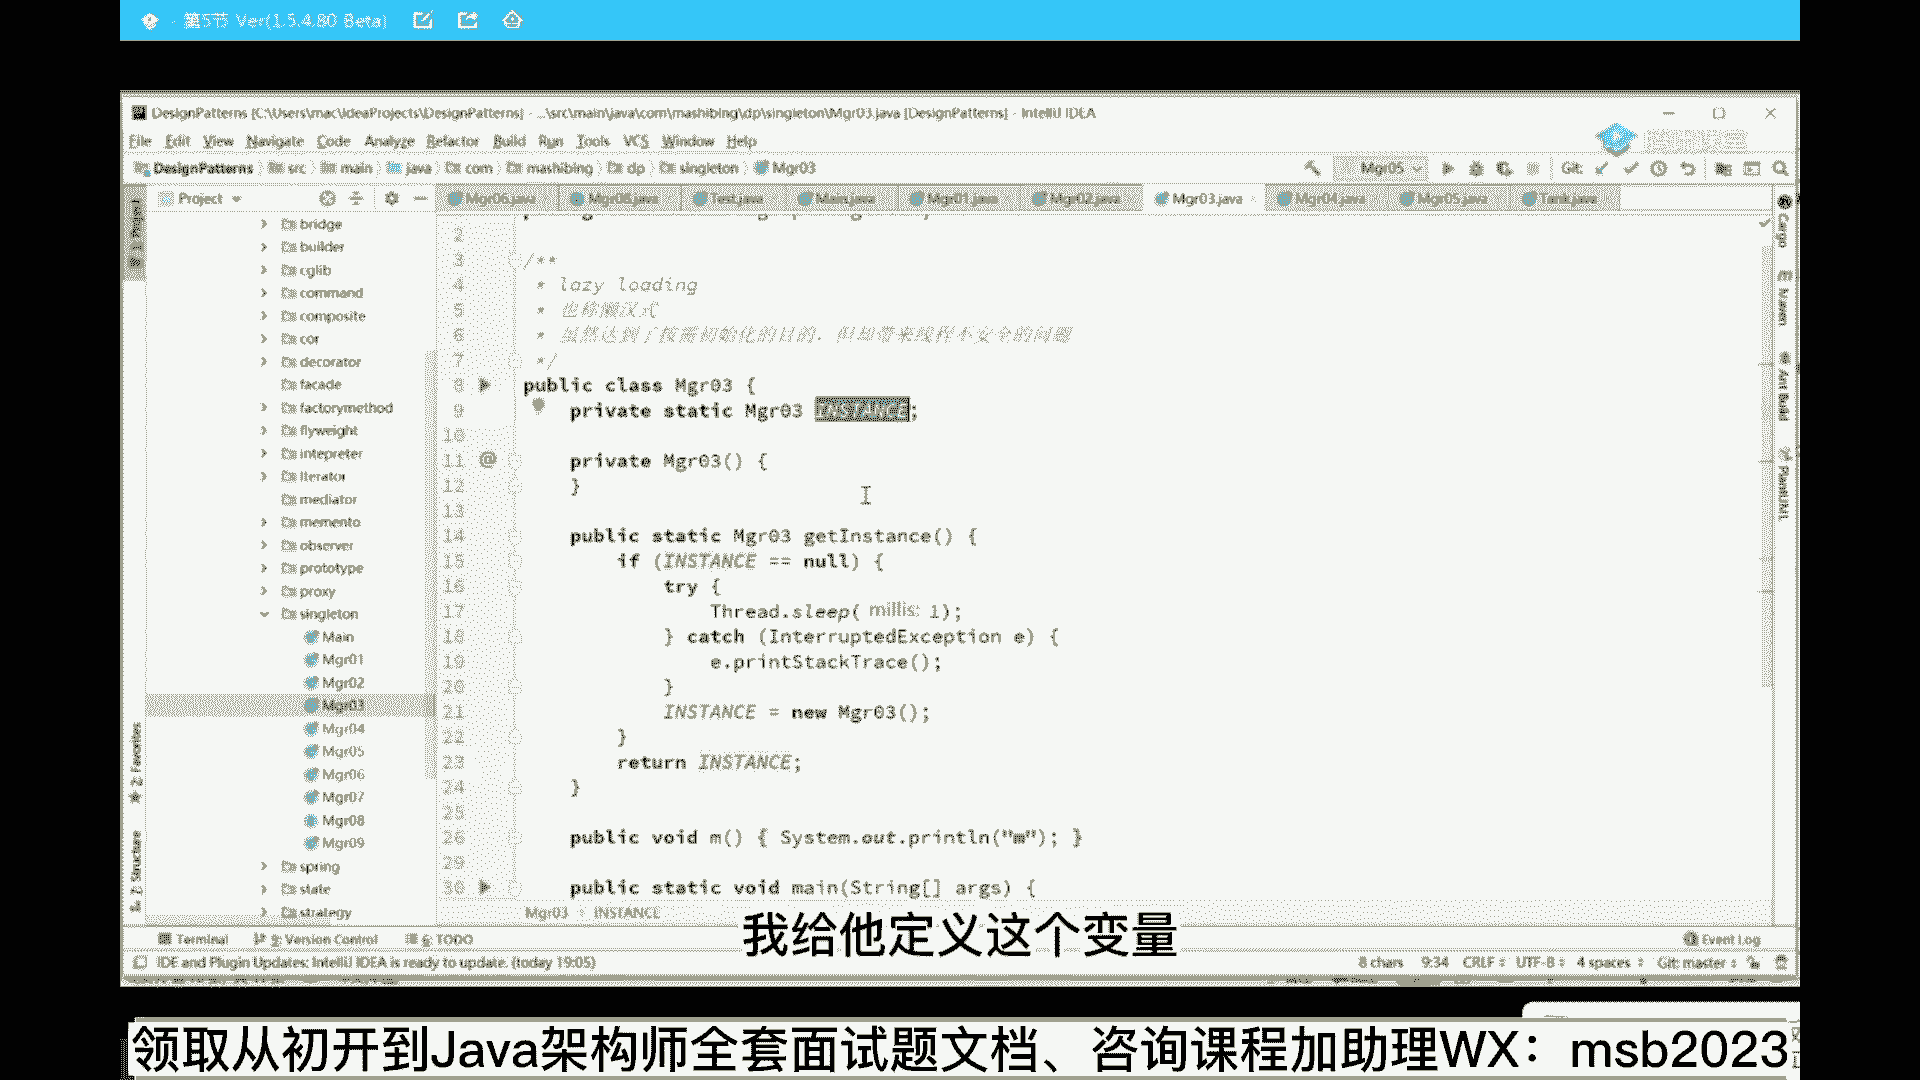 第5节 Ver(1.5.4.80 Beta)
DesignPatterns [C:\Users\mac\IdeaProjects\DesignPatterns] - ...\src\main\java\com\mashibing\dp\singleton\Mgr03.java [DesignPatterns] - IntelliJ IDEA
File Edit View Navigate Code Analyze Refactor Build Run Tools VCS Window Help
DesignPatterns src main java com mashibing dp singleton Mgr03 Mgr05 Git:
Project Mgr06.java Mgr08.java Test.java Main.java Mgr01.java Mgr02.java Mgr03.java Mgr04.java Mgr05.java Tank.java
1: Project
bridge
builder
cglib
command
composite
cor
decorator
facade
factorymethod
flyweight
intepreter
iterator
mediator
memento
observer
prototype
proxy
singleton
Main
Mgr01
Mgr02
Mgr03
Mgr04
Mgr05
Mgr06
Mgr07
Mgr08
Mgr09
spring
state
strategy
2: Favorites
7: Structure
2
3 /**
4 * lazy loading
5 * 也称懒汉式
6 * 虽然达到了按需初始化的目的，但却带来线程不安全的问题
7 */
8 public class Mgr03 {
9 private static Mgr03 INSTANCE;
10
11 @ private Mgr03() {
12 }
13
14 public static Mgr03 getInstance() {
15 if (INSTANCE == null) {
16 try {
17 Thread.sleep( millis: 1);
18 } catch (InterruptedException e) {
19 e.printStackTrace();
20 }
21 INSTANCE = new Mgr03();
22 }
23 return INSTANCE;
24 }
25
26 public void m() { System.out.println("m"); }
29
30 public static void main(String[] args) {
Mgr03 › INSTANCE
Cargo
Maven
Ant Build
PlantUML
我给他定义这个变量
Terminal 9: Version Control 6: TODO Event Log
IDE and Plugin Updates: IntelliJ IDEA is ready to update. (today 19:05) 8 chars 9:34 CRLF UTF-8 4 spaces Git: master
领取从初开到Java架构师全套面试题文档、咨询课程加助理WX：msb2023